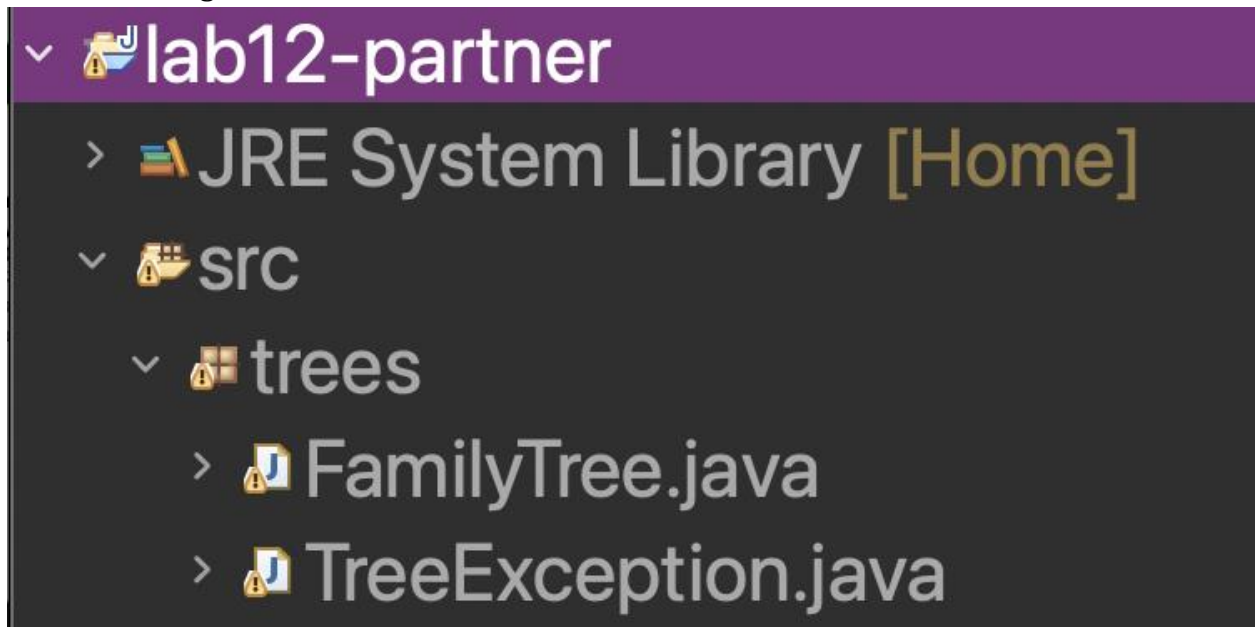 lab12-partner
JRE System Library [Home]
src
trees
FamilyTree.java
TreeException.java